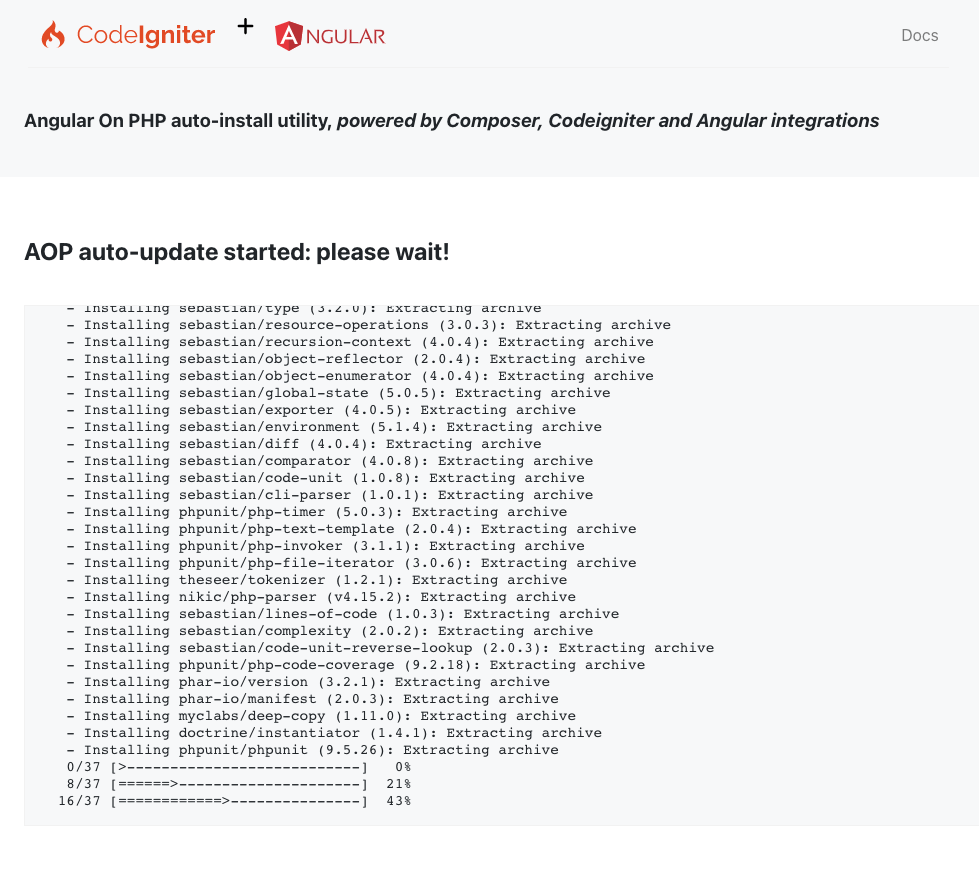 CodeIgniter + ANGULAR
Docs
Angular On PHP auto-install utility, powered by Composer, Codeigniter and Angular integrations
AOP auto-update started: please wait!
- Installing sebastian/type (3.2.0): Extracting archive
- Installing sebastian/resource-operations (3.0.3): Extracting archive
- Installing sebastian/recursion-context (4.0.4): Extracting archive
- Installing sebastian/object-reflector (2.0.4): Extracting archive
- Installing sebastian/object-enumerator (4.0.4): Extracting archive
- Installing sebastian/global-state (5.0.5): Extracting archive
- Installing sebastian/exporter (4.0.5): Extracting archive
- Installing sebastian/environment (5.1.4): Extracting archive
- Installing sebastian/diff (4.0.4): Extracting archive
- Installing sebastian/comparator (4.0.8): Extracting archive
- Installing sebastian/code-unit (1.0.8): Extracting archive
- Installing sebastian/cli-parser (1.0.1): Extracting archive
- Installing phpunit/php-timer (5.0.3): Extracting archive
- Installing phpunit/php-text-template (2.0.4): Extracting archive
- Installing phpunit/php-invoker (3.1.1): Extracting archive
- Installing phpunit/php-file-iterator (3.0.6): Extracting archive
- Installing theseer/tokenizer (1.2.1): Extracting archive
- Installing nikic/php-parser (v4.15.2): Extracting archive
- Installing sebastian/lines-of-code (1.0.3): Extracting archive
- Installing sebastian/complexity (2.0.2): Extracting archive
- Installing sebastian/code-unit-reverse-lookup (2.0.3): Extracting archive
- Installing phpunit/php-code-coverage (9.2.18): Extracting archive
- Installing phar-io/version (3.2.1): Extracting archive
- Installing phar-io/manifest (2.0.3): Extracting archive
- Installing myclabs/deep-copy (1.11.0): Extracting archive
- Installing doctrine/instantiator (1.4.1): Extracting archive
- Installing phpunit/phpunit (9.5.26): Extracting archive
0/37 [>---------------------------] 0%
8/37 [======>---------------------] 21%
16/37 [============>---------------] 43%